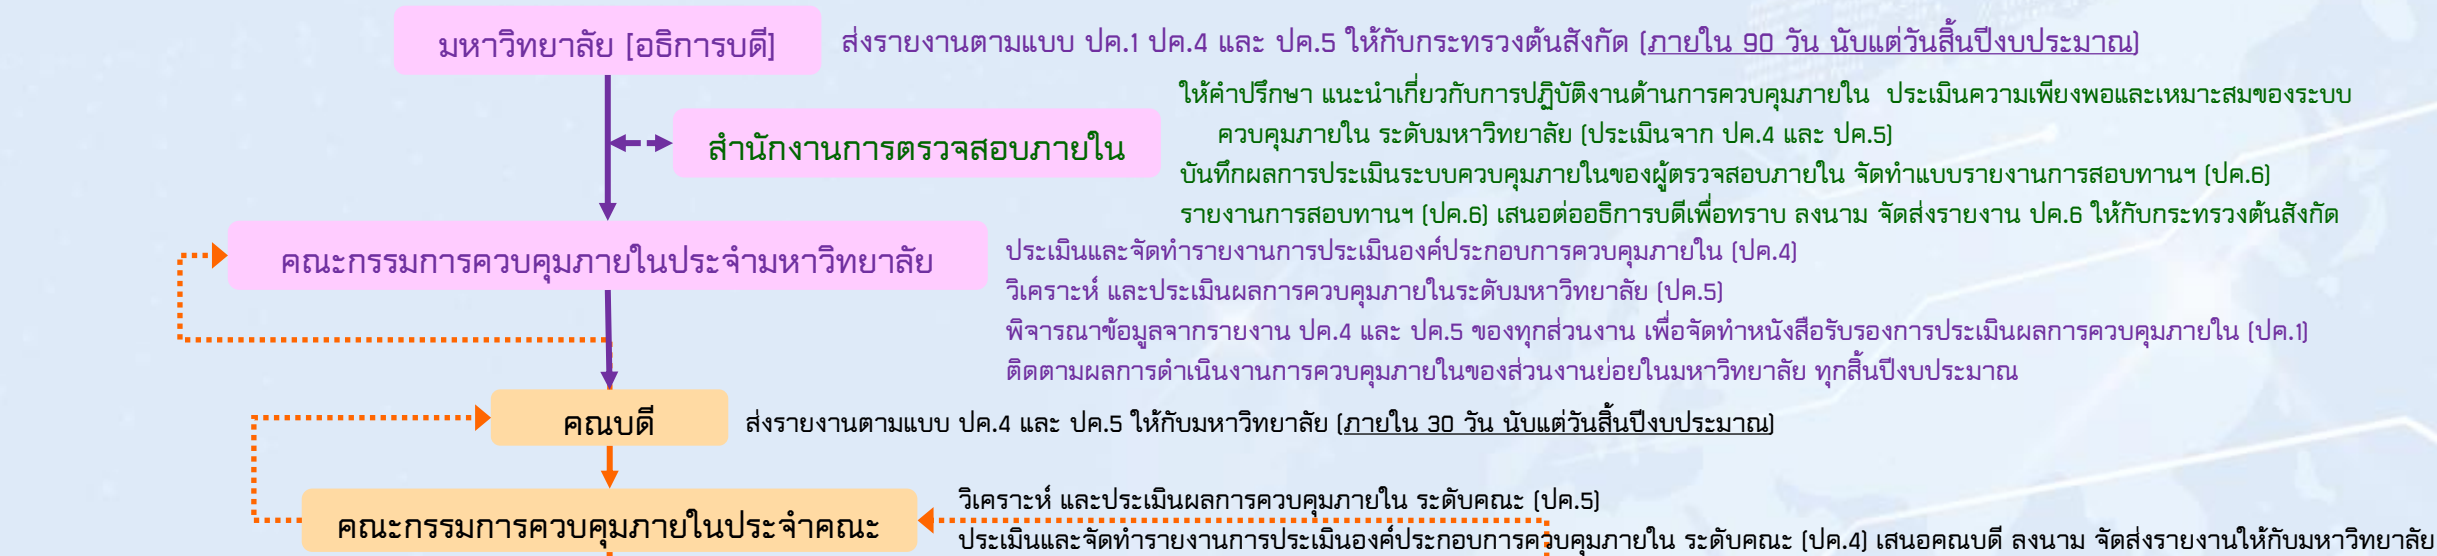 มหาวิทยาลัย [อธิการบดี]
ส่งรายงานตามแบบ ปค.1 ปค.4 และ ปค.5 ให้กับกระทรวงต้นสังกัด (ภายใน 90 วัน นับแต่วันสิ้นปีงบประมาณ)
สำนักงานการตรวจสอบภายใน
ให้คำปรึกษา แนะนำเกี่ยวกับการปฏิบัติงานด้านการควบคุมภายใน ประเมินความเพียงพอและเหมาะสมของระบบ
ควบคุมภายใน ระดับมหาวิทยาลัย (ประเมินจาก ปค.4 และ ปค.5)
บันทึกผลการประเมินระบบควบคุมภายในของผู้ตรวจสอบภายใน จัดทำแบบรายงานการสอบทานฯ (ปค.6)
รายงานการสอบทานฯ (ปค.6) เสนอต่ออธิการบดีเพื่อทราบ ลงนาม จัดส่งรายงาน ปค.6 ให้กับกระทรวงต้นสังกัด
คณะกรรมการควบคุมภายในประจำมหาวิทยาลัย
ประเมินและจัดทำรายงานการประเมินองค์ประกอบการควบคุมภายใน (ปค.4)
วิเคราะห์ และประเมินผลการควบคุมภายในระดับมหาวิทยาลัย (ปค.5)
พิจารณาข้อมูลจากรายงาน ปค.4 และ ปค.5 ของทุกส่วนงาน เพื่อจัดทำหนังสือรับรองการประเมินผลการควบคุมภายใน (ปค.1)
ติดตามผลการดำเนินงานการควบคุมภายในของส่วนงานย่อยในมหาวิทยาลัย ทุกสิ้นปีงบประมาณ
คณบดี
ส่งรายงานตามแบบ ปค.4 และ ปค.5 ให้กับมหาวิทยาลัย (ภายใน 30 วัน นับแต่วันสิ้นปีงบประมาณ)
คณะกรรมการควบคุมภายในประจำคณะ
วิเคราะห์ และประเมินผลการควบคุมภายใน ระดับคณะ (ปค.5)
ประเมินและจัดทำรายงานการประเมินองค์ประกอบการควบคุมภายใน ระดับคณะ (ปค.4) เสนอคณบดี ลงนาม จัดส่งรายงานให้กับมหาวิทยาลัย